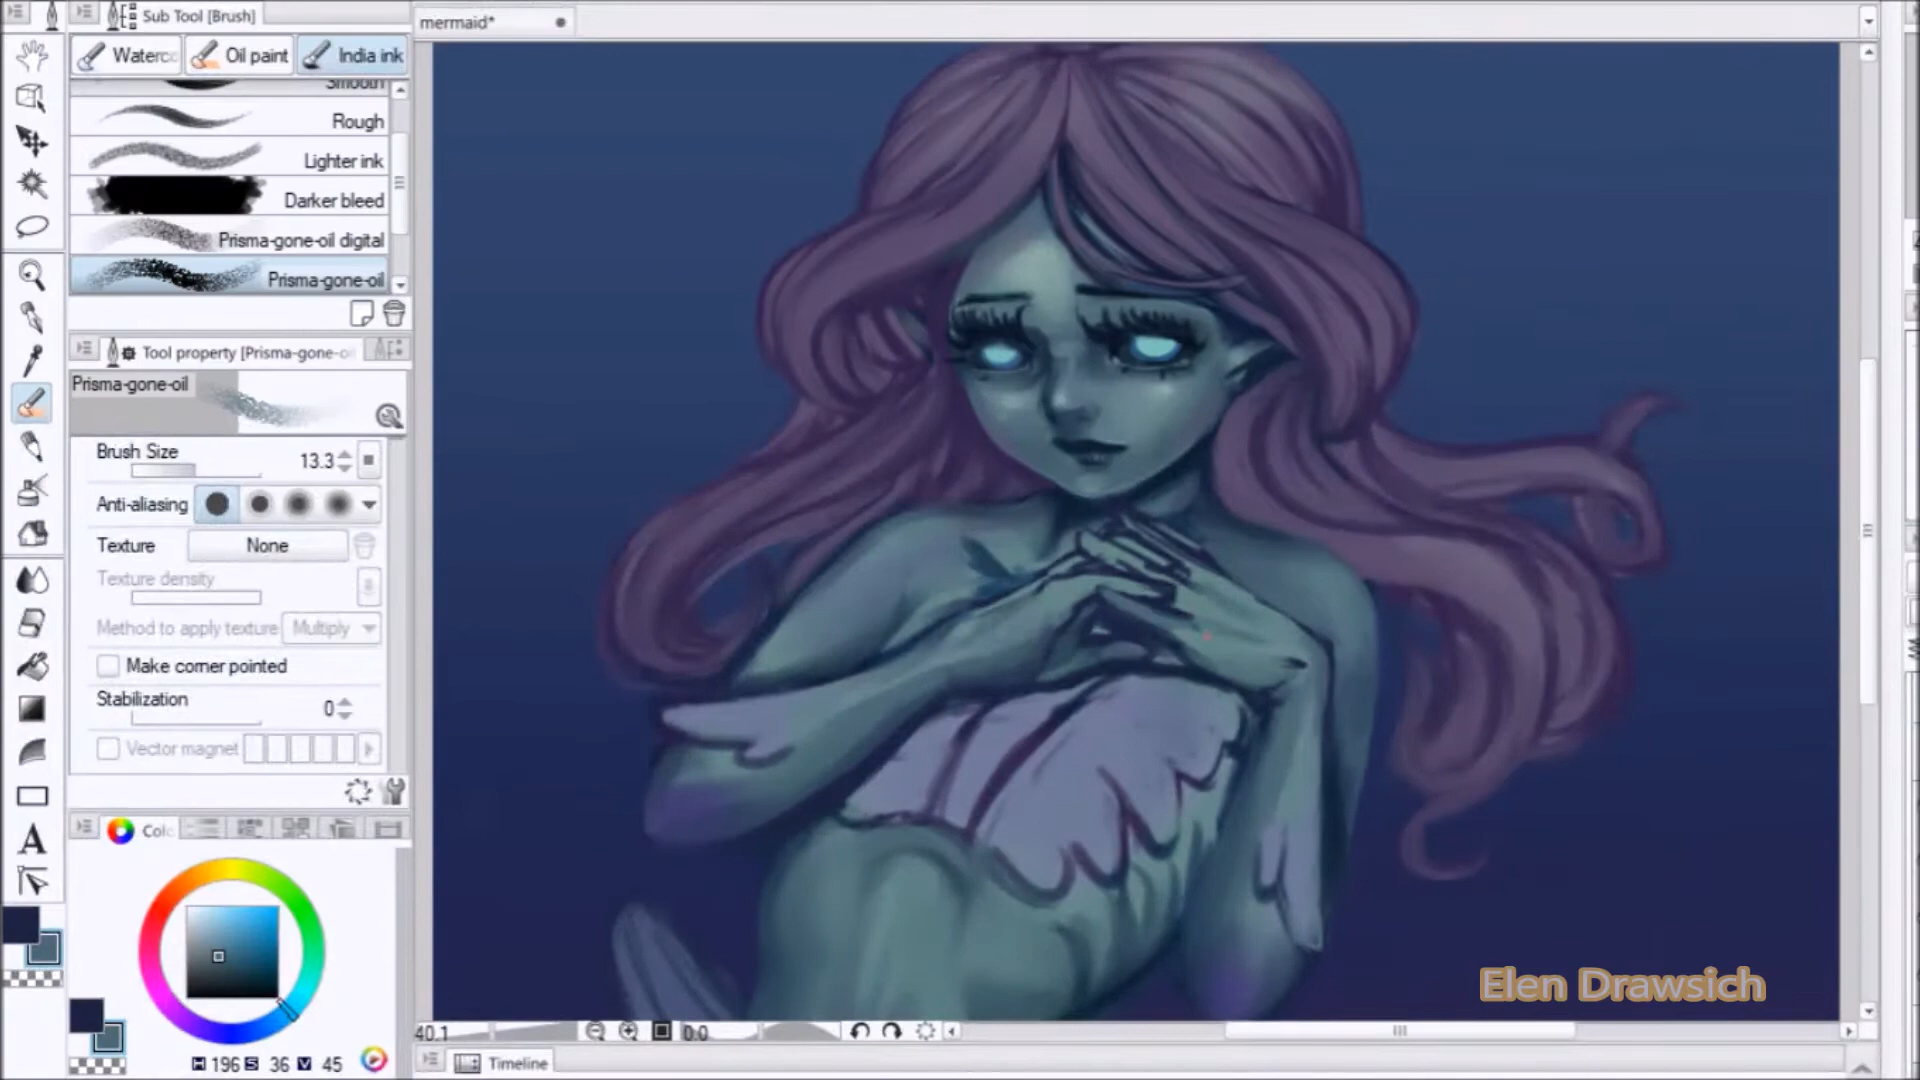 Sub Tool [Brush]
mermaid*
Oil paint
India ink
Smooth
Rough
Lighter ink
Darker bleed
Prisma-gone-oil digital
Prisma-gone-oil
Tool property [Prisma-gone-oi
Prisma-gone-oil
Brush Size
13.3
Anti-aliasing
Texture
None
Texture density
Method to apply texture
Multiply
Make corner pointed
Stabilization
0
Vector magnet
H 196 S 36 V 45
40.1
0.0
Timeline
Elen Drawsich